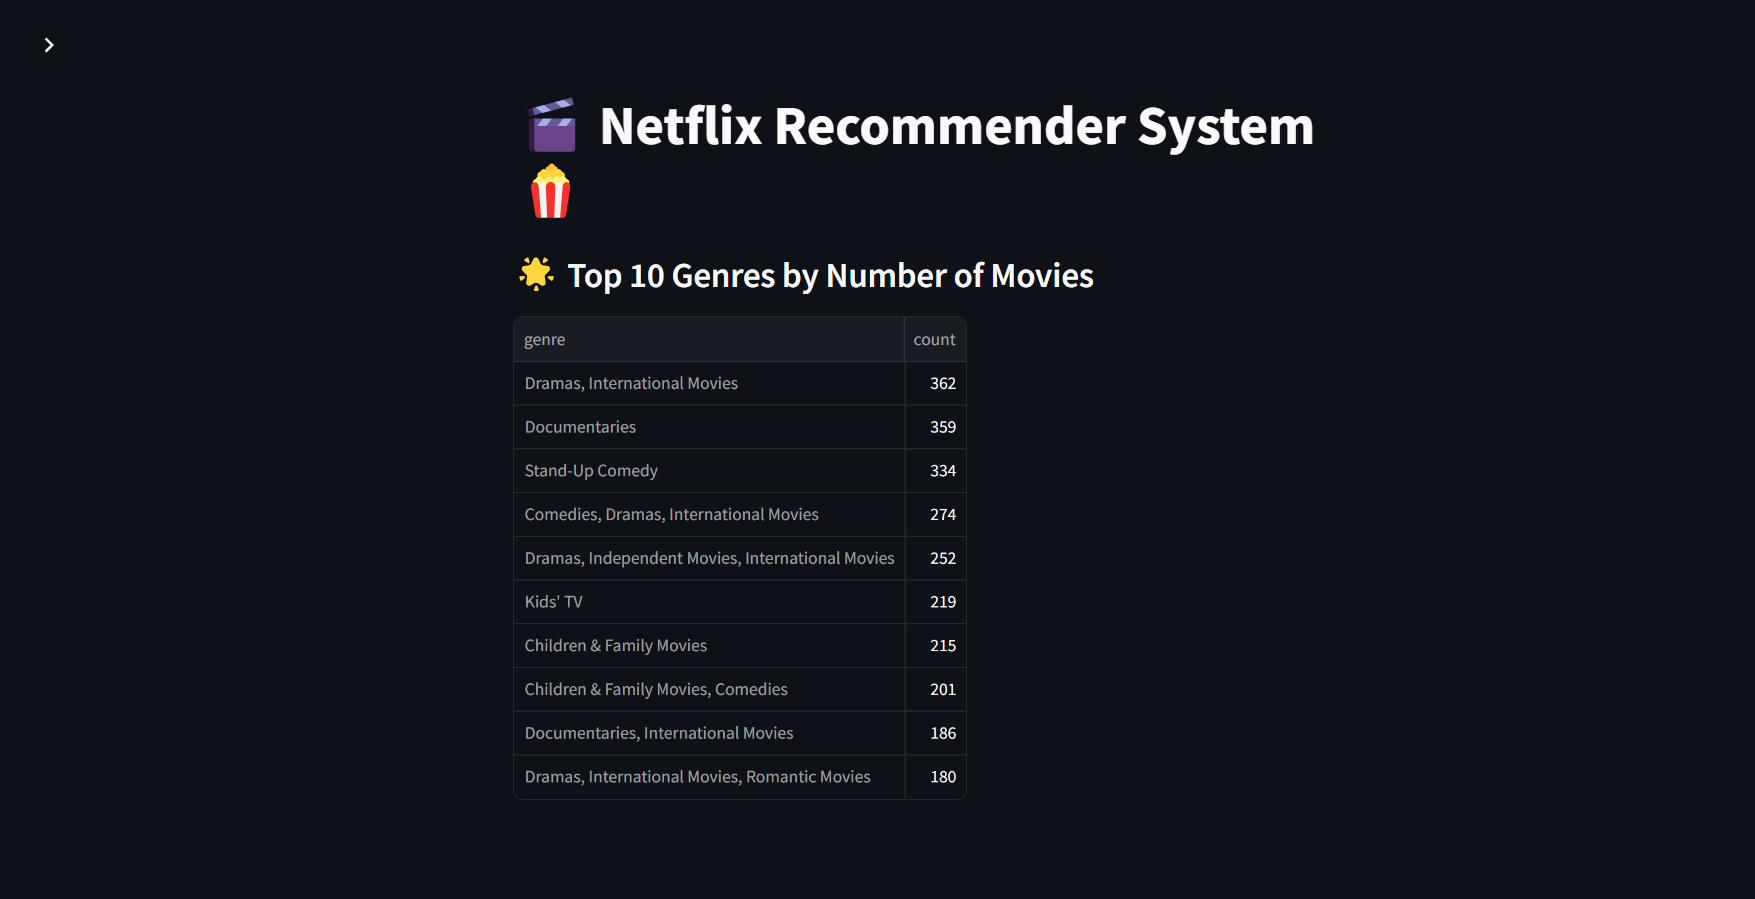 Netflix Recommender System
Top 10 Genres by Number of Movies
genre count
Dramas, International Movies 362
Documentaries 359
Stand-Up Comedy 334
Comedies, Dramas, International Movies 274
Dramas, Independent Movies, International Movies 252
Kids' TV 219
Children & Family Movies 215
Children & Family Movies, Comedies 201
Documentaries, International Movies 186
Dramas, International Movies, Romantic Movies 180